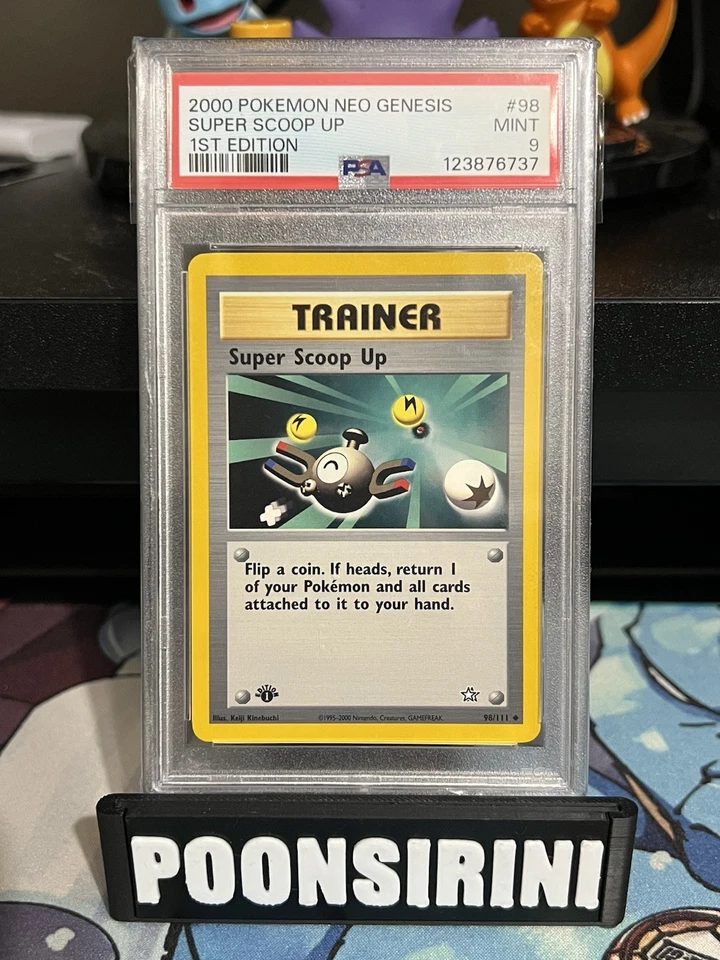 2000 POKEMON NEO GENESIS #98
SUPER SCOOP UP MINT
1ST EDITION 9
PSA 123876737
TRAINER
Super Scoop Up
Flip a coin. If heads, return 1
of your Pokémon and all cards
attached to it to your hand.
EDITION
1
Illus. Keiji Kinebuchi ©1995-2000 Nintendo, Creatures, GAMEFREAK. 98/111
POONSIRINI